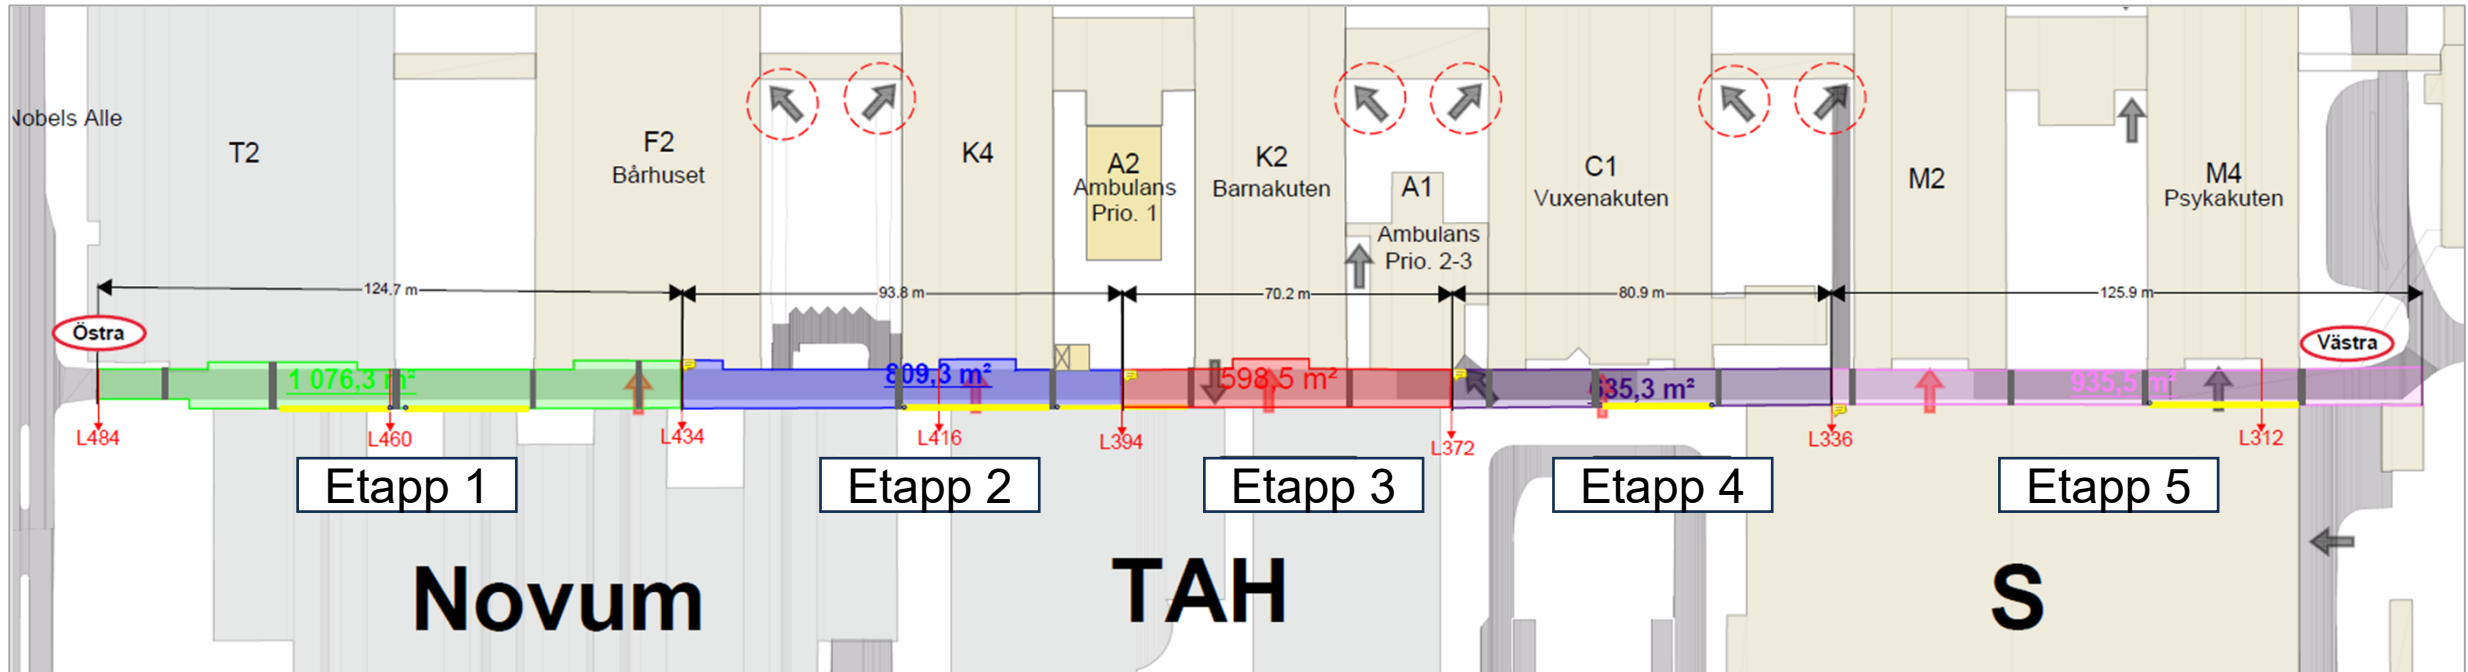 Nobels Alle
T2
F2
Bårhuset
K4
A2
Ambulans
Prio. 1
K2
Barnakuten
A1
Ambulans
Prio. 2-3
C1
Vuxenakuten
M2
M4
Psykakuten
124.7 m
93.8 m
70.2 m
80.9 m
125.9 m
Östra
Västra
1 076,3 m²
809,3 m²
598,5 m²
935,5 m²
L484
L460
L434
L416
L394
L372
L336
L312
Etapp 1
Etapp 2
Etapp 3
Etapp 4
Etapp 5
Novum
TAH
S